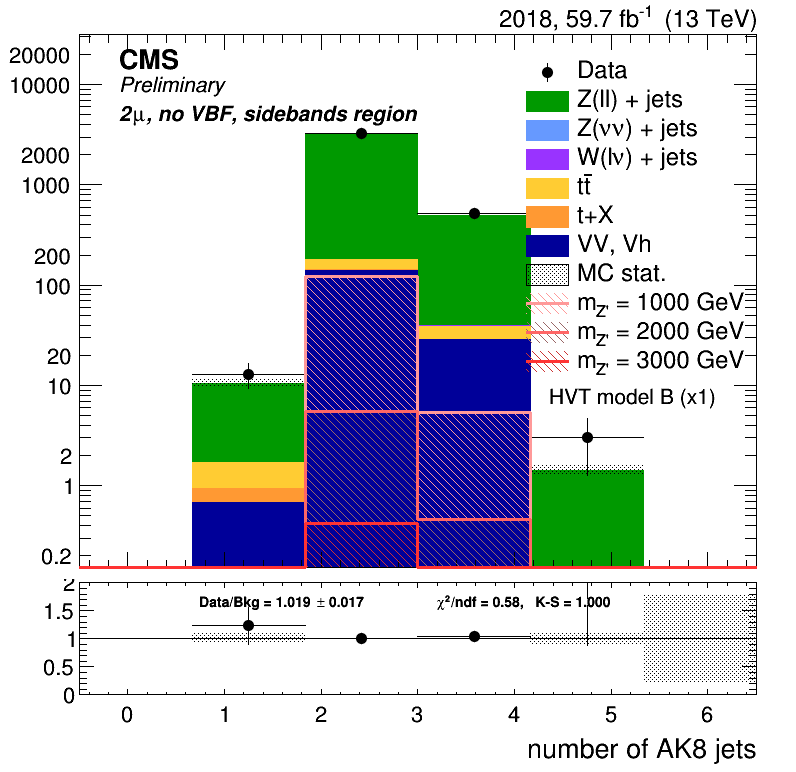 2018, 59.7 fb⁻¹ (13 TeV)
CMS
Preliminary
2μ, no VBF, sidebands region
Data
Z(ll) + jets
Z(νν) + jets
W(lν) + jets
tt̄
t+X
VV, Vh
MC stat.
m_Z' = 1000 GeV
m_Z' = 2000 GeV
m_Z' = 3000 GeV
HVT model B (x1)
20000
10000
2000
1000
200
100
20
10
2
1
0.2
Data/Bkg = 1.019 ± 0.017
χ²/ndf = 0.58, K-S = 1.000
2
1.5
1
0.5
0
0 1 2 3 4 5 6
number of AK8 jets